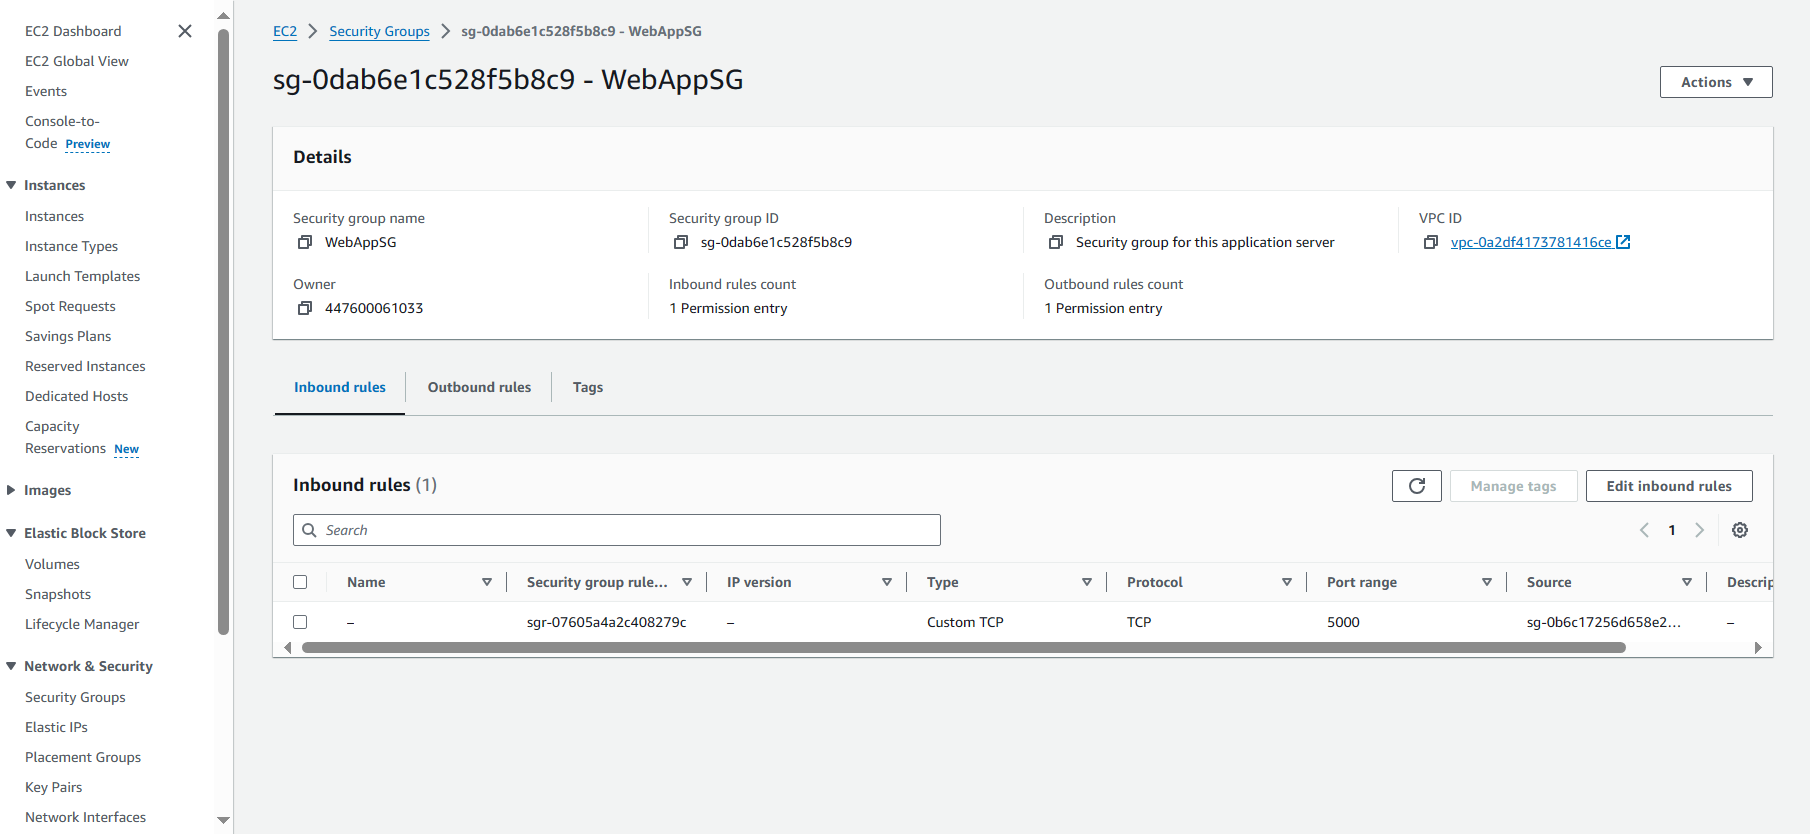 EC2 Dashboard
EC2 Global View
Events
Console-to-
Code Preview
Instances
Instances
Instance Types
Launch Templates
Spot Requests
Savings Plans
Reserved Instances
Dedicated Hosts
Capacity
Reservations New
Images
Elastic Block Store
Volumes
Snapshots
Lifecycle Manager
Network & Security
Security Groups
Elastic IPs
Placement Groups
Key Pairs
Network Interfaces
EC2 Security Groups sg-0dab6e1c528f5b8c9 - WebAppSG
sg-0dab6e1c528f5b8c9 - WebAppSG
Actions
Details
Security group name
WebAppSG
Security group ID
sg-0dab6e1c528f5b8c9
Description
Security group for this application server
VPC ID
vpc-0a2df4173781416ce
Owner
447600061033
Inbound rules count
1 Permission entry
Outbound rules count
1 Permission entry
Inbound rules Outbound rules Tags
Inbound rules (1)
Manage tags
Edit inbound rules
Search
1
Name Security group rule... IP version Type Protocol Port range Source Descrip
– sgr-07605a4a2c408279c – Custom TCP TCP 5000 sg-0b6c17256d658e2... –